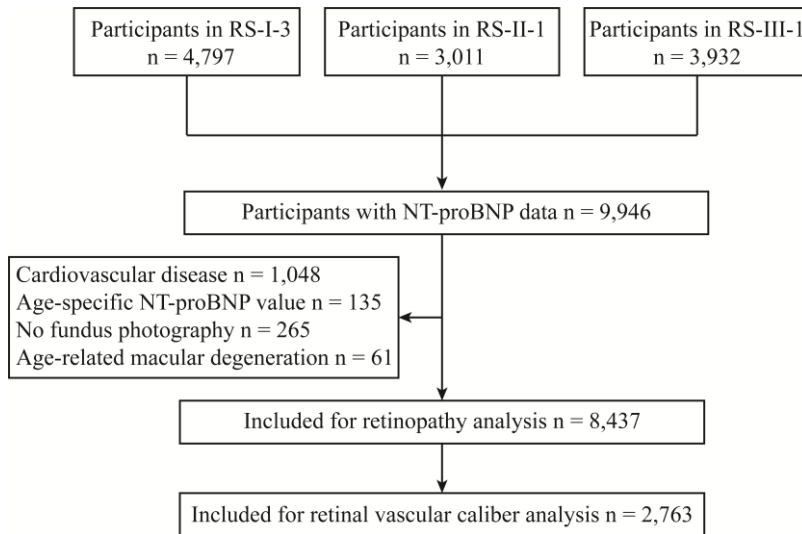 Participants in RS-I-3
n = 4,797
Participants in RS-II-1
n = 3,011
Participants in RS-III-1
n = 3,932
Participants with NT-proBNP data n = 9,946
Cardiovascular disease n = 1,048
Age-specific NT-proBNP value n = 135
No fundus photography n = 265
Age-related macular degeneration n = 61
Included for retinopathy analysis n = 8,437
Included for retinal vascular caliber analysis n = 2,763